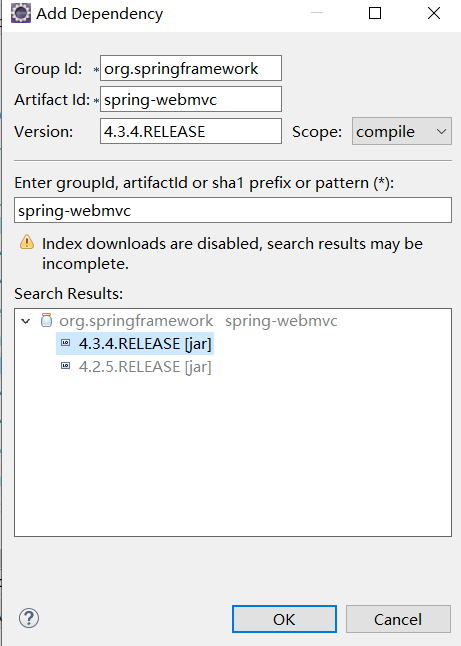 Add Dependency
Group Id: * org.springframework
Artifact Id: * spring-webmvc
Version: 4.3.4.RELEASE Scope: compile
Enter groupId, artifactId or sha1 prefix or pattern (*):
spring-webmvc
Index downloads are disabled, search results may be
incomplete.
Search Results:
org.springframework spring-webmvc
4.3.4.RELEASE [jar]
4.2.5.RELEASE [jar]
OK Cancel